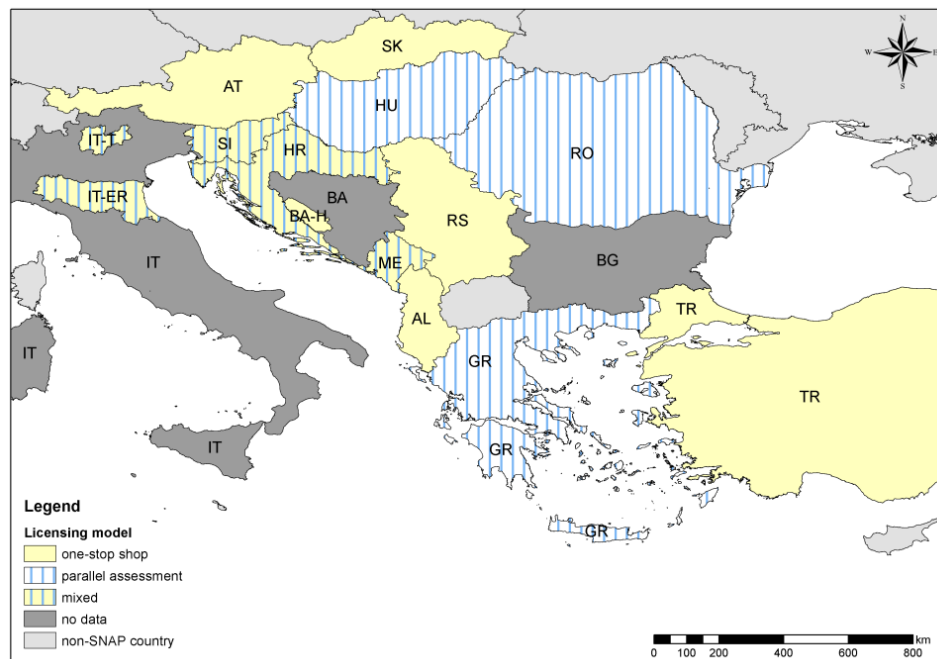 N
W E
S
SK
AT
HU
IT-T
SI
HR
RO
IT-ER
BA
BA-H
RS
IT
ME
BG
AL
TR
IT
GR
TR
IT
GR
GR
Legend
Licensing model
one-stop shop
parallel assessment
mixed
no data
non-SNAP country
km
0 100 200 400 600 800